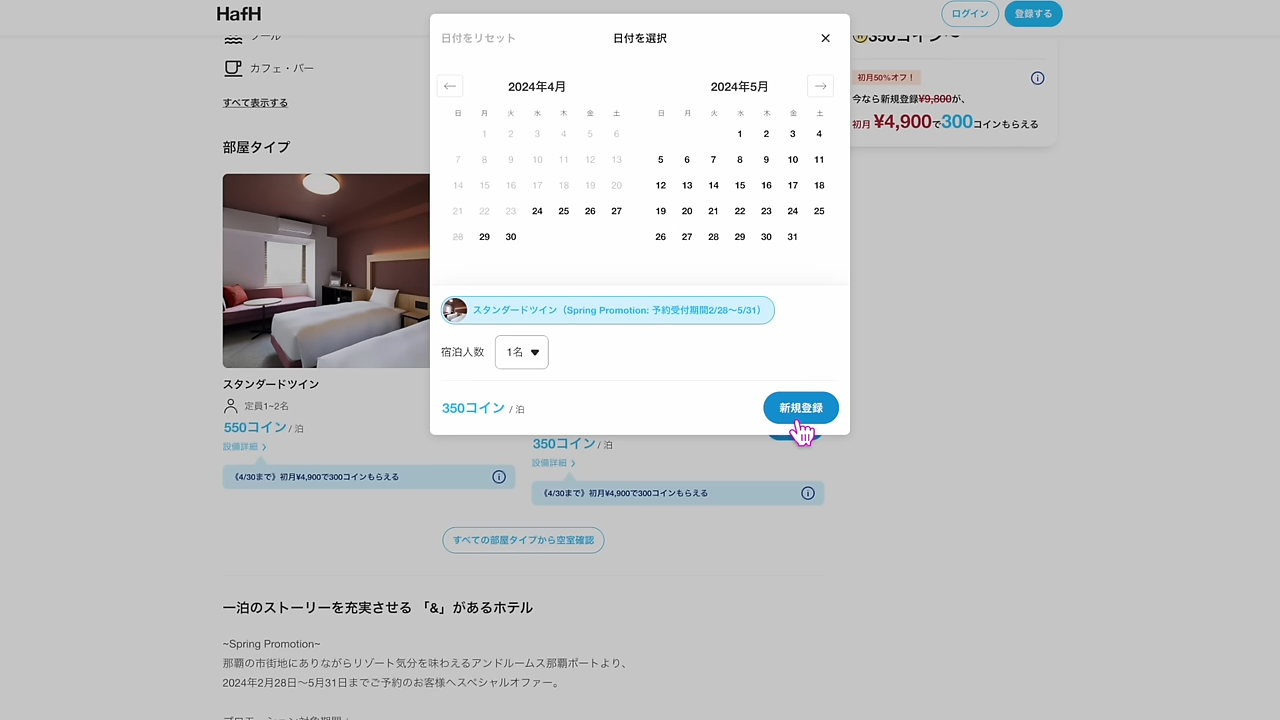 HafH
ログイン
登録する
プール
カフェ・バー
すべて表示する
部屋タイプ
スタンダードツイン
定員1~2名
550コイン / 泊
設備詳細
《4/30まで》初月¥4,900で300コインもらえる
350コイン / 泊
設備詳細
《4/30まで》初月¥4,900で300コインもらえる
すべての部屋タイプから空室確認
一泊のストーリーを充実させる 「&」があるホテル
~Spring Promotion~
那覇の市街地にありながらリゾート気分を味わえるアンドルームス那覇ポートより、
2024年2月28日〜5月31日までご予約のお客様へスペシャルオファー。
350コイン〜
初月50%オフ！
今なら新規登録¥9,800が、
初月 ¥4,900で300コインもらえる
日付をリセット
日付を選択
2024年4月
日 月 火 水 木 金 土
1 2 3 4 5 6
7 8 9 10 11 12 13
14 15 16 17 18 19 20
21 22 23 24 25 26 27
28 29 30
2024年5月
日 月 火 水 木 金 土
1 2 3 4
5 6 7 8 9 10 11
12 13 14 15 16 17 18
19 20 21 22 23 24 25
26 27 28 29 30 31
スタンダードツイン（Spring Promotion: 予約受付期間2/28〜5/31）
宿泊人数
1名
350コイン / 泊
新規登録